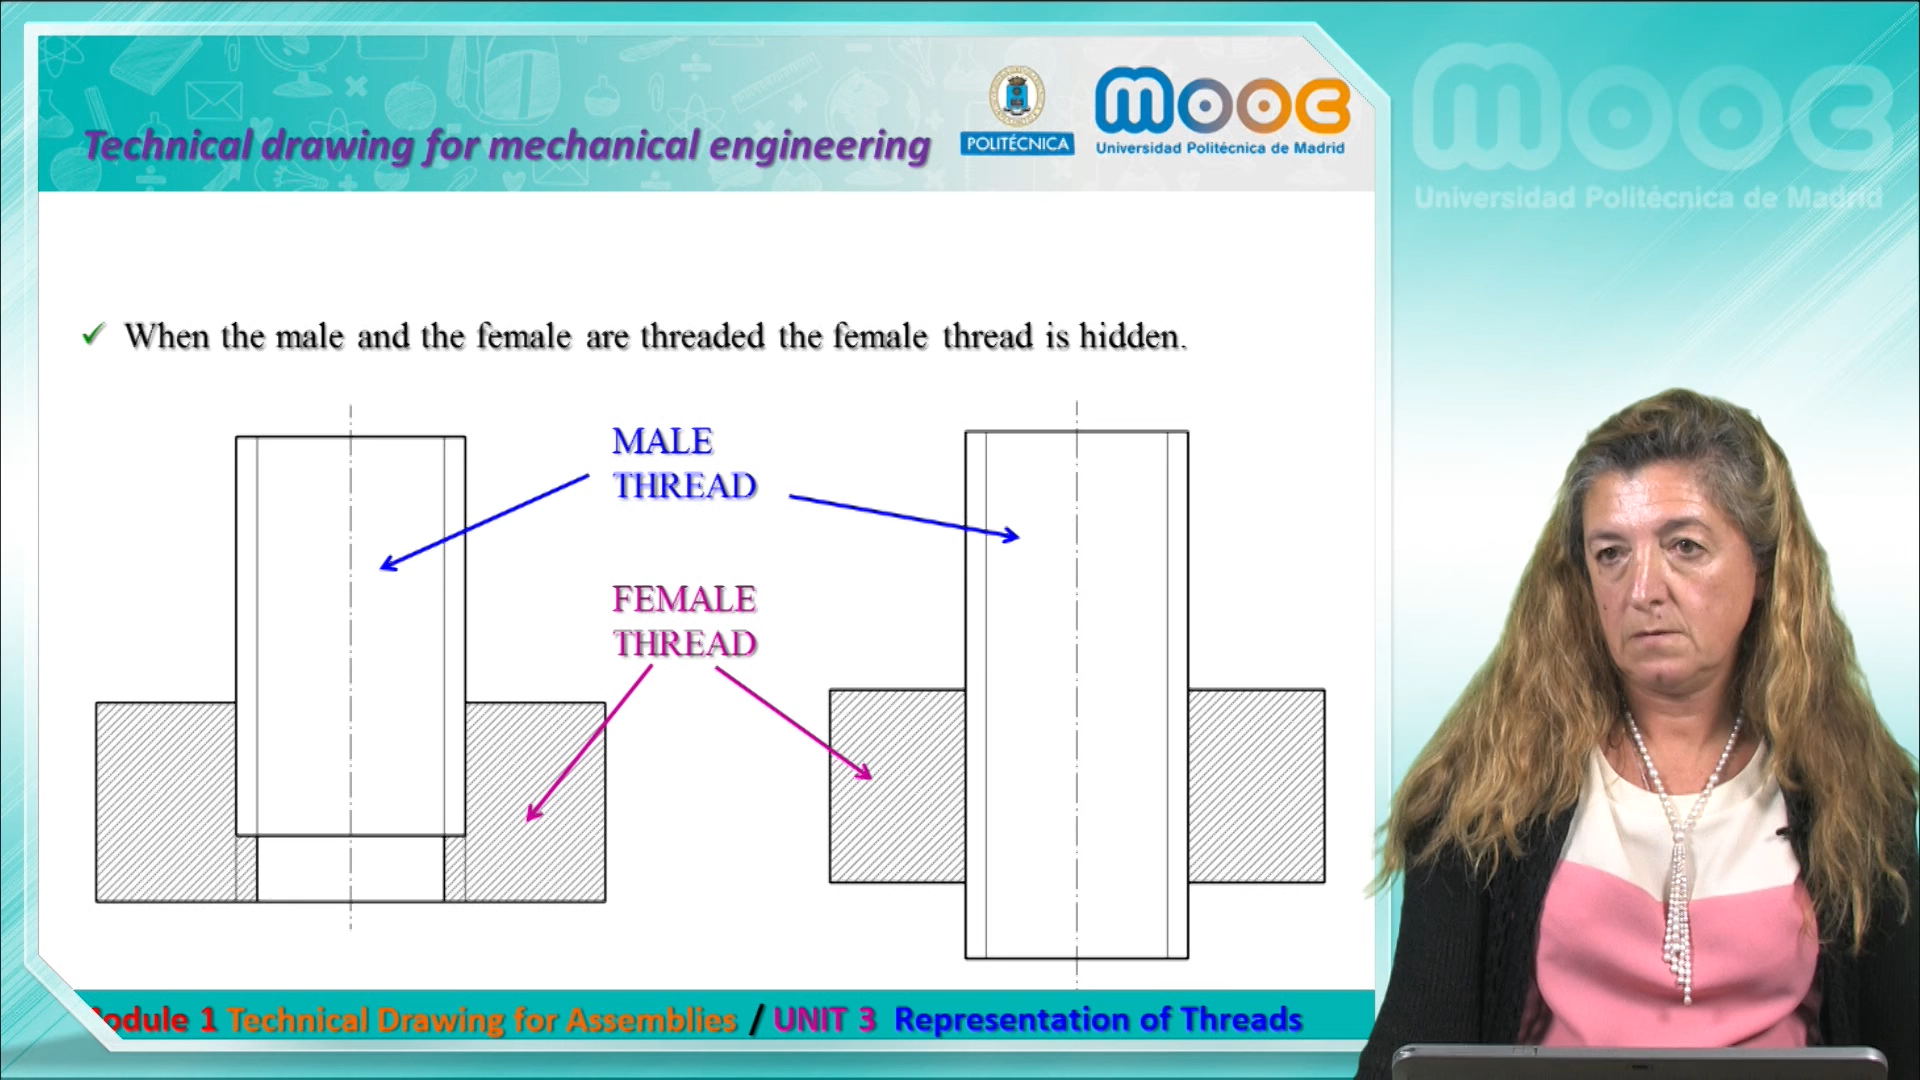 Technical drawing for mechanical engineering
POLITÉCNICA
mooc
Universidad Politécnica de Madrid
mooc
Universidad Politécnica de Madrid
✓ When the male and the female are threaded the female thread is hidden.
MALE
THREAD
FEMALE
THREAD
odule 1 Technical Drawing for Assemblies / UNIT 3 Representation of Threads